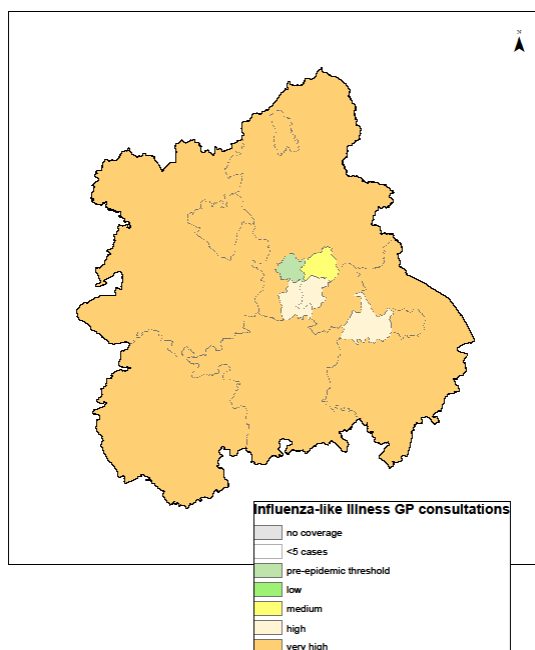 N
Influenza-like Illness GP consultations
no coverage
<5 cases
pre-epidemic threshold
low
medium
high
very high